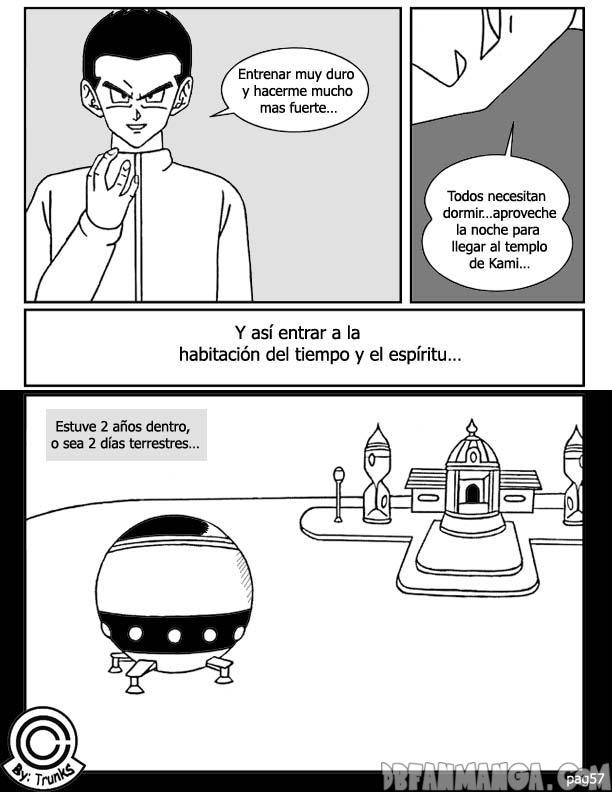 Entrenar muy duro
y hacerme mucho
mas fuerte...
Todos necesitan
dormir...aproveche
la noche para
llegar al templo
de Kami...
Y así entrar a la
habitación del tiempo y el espíritu...
Estuve 2 años dentro,
o sea 2 días terrestres...
By: Trunks
DBFANMANGA.COM
pag57